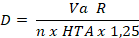 D = Va R / n x HTA x 1,25